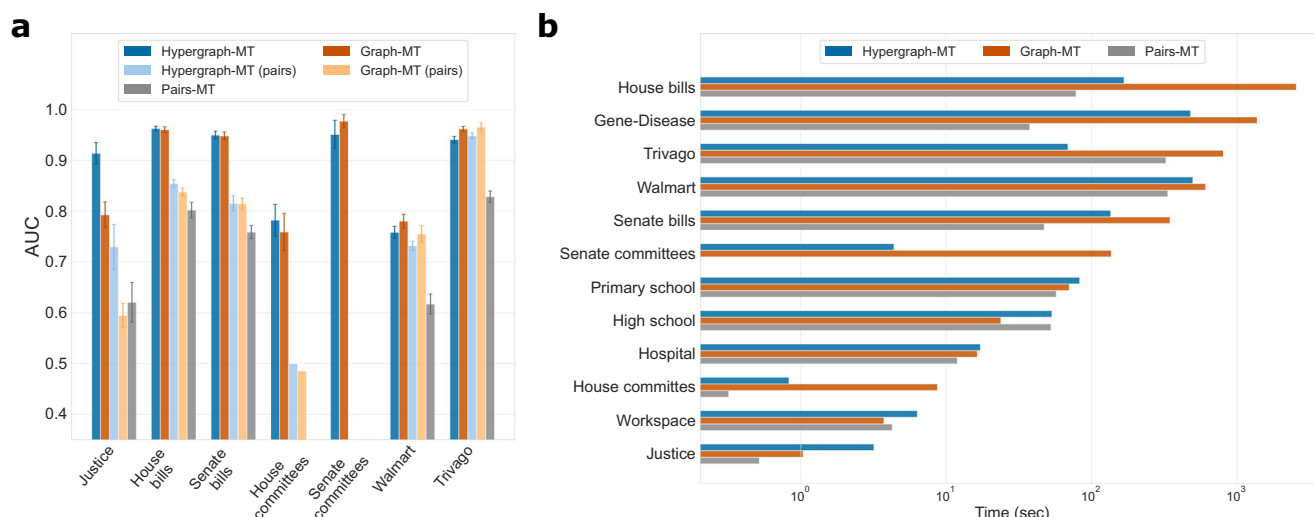 a
Hypergraph-MT
Hypergraph-MT (pairs)
Pairs-MT
Graph-MT
Graph-MT (pairs)
AUC
1.0
0.9
0.8
0.7
0.6
0.5
0.4
Justice
House
bills
Senate
bills
House
committees
Senate
committees
Walmart
Trivago
b
Hypergraph-MT
Graph-MT
Pairs-MT
House bills
Gene-Disease
Trivago
Walmart
Senate bills
Senate committees
Primary school
High school
Hospital
House committes
Workspace
Justice
10⁰
10¹
10²
10³
Time (sec)